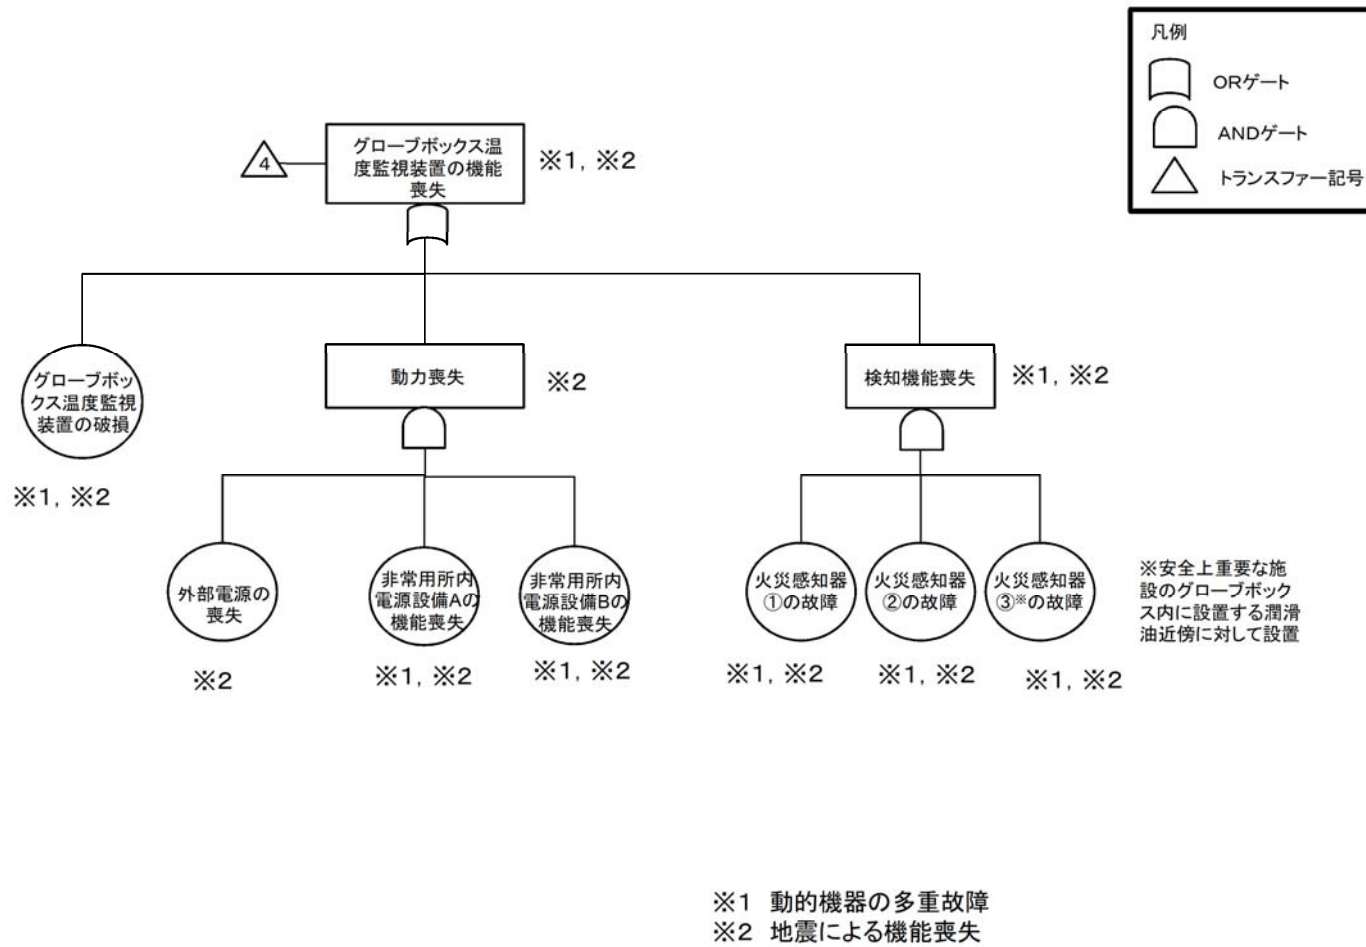 凡例
ORゲート
ANDゲート
トランスファー記号
4
グローブボックス温
度監視装置の機能
喪失
※1, ※2
グローブボッ
クス温度監視
装置の破損
※1, ※2
動力喪失
※2
検知機能喪失
※1, ※2
外部電源の
喪失
※2
非常用所内
電源設備Aの
機能喪失
※1, ※2
非常用所内
電源設備Bの
機能喪失
※1, ※2
火災感知器
①の故障
※1, ※2
火災感知器
②の故障
※1, ※2
火災感知器
③※の故障
※1, ※2
※安全上重要な施
設のグローブボック
ス内に設置する潤滑
油近傍に対して設置
※1 動的機器の多重故障
※2 地震による機能喪失